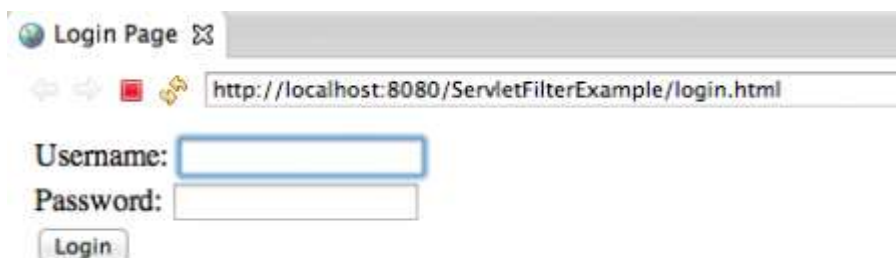 Login Page
http://localhost:8080/ServletFilterExample/login.html
Username:
Password:
Login